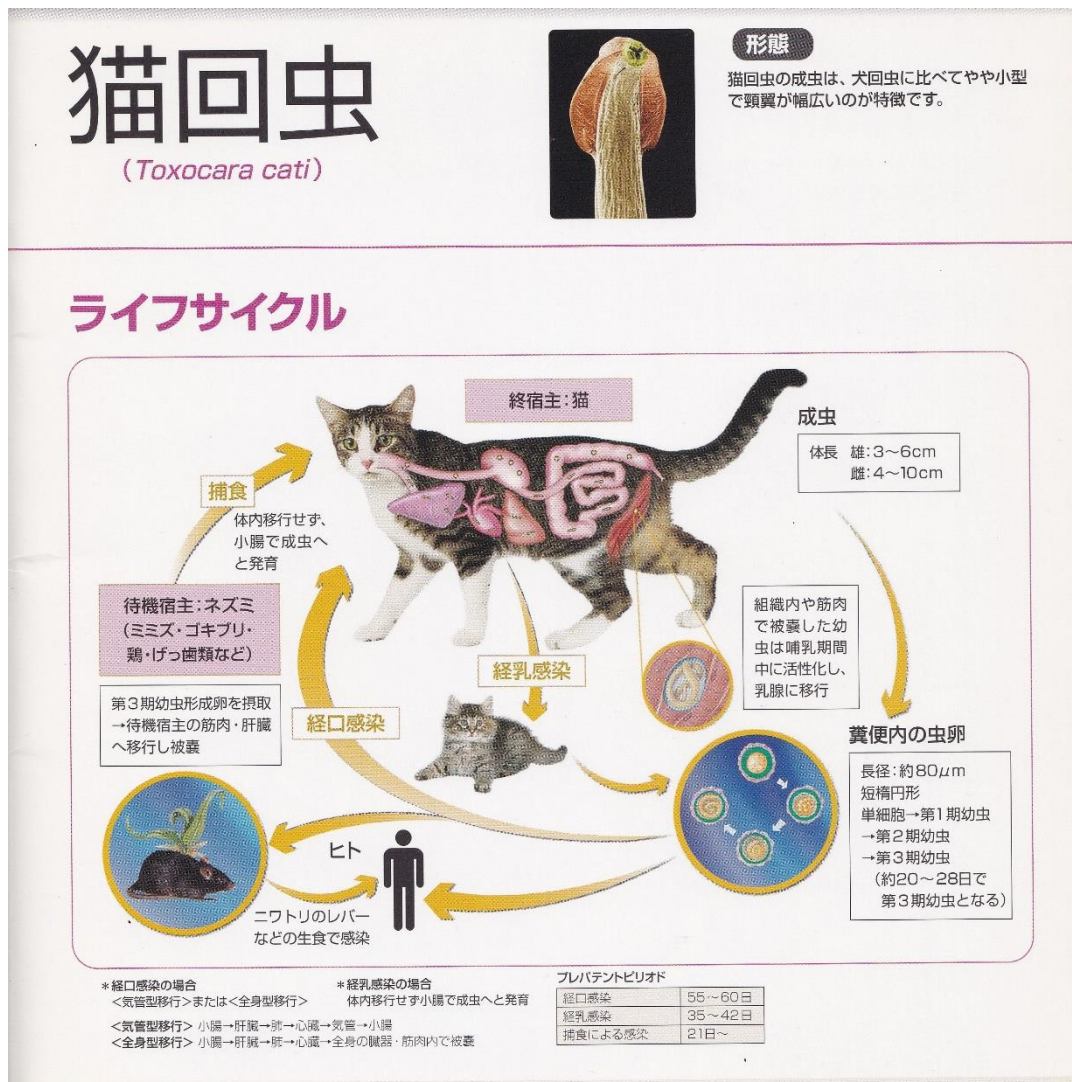 猫回虫
(Toxocara cati)
形態
猫回虫の成虫は、犬回虫に比べてやや小型
で頸翼が幅広いのが特徴です。
ライフサイクル
終宿主:猫
成虫
体長 雄:3〜6cm
雌:4〜10cm
捕食
体内移行せず、
小腸で成虫へ
と発育
待機宿主:ネズミ
(ミミズ・ゴキブリ・
鶏・げっ歯類など)
第3期幼虫形成卵を摂取
→待機宿主の筋肉・肝臓
へ移行し被嚢
経口感染
経乳感染
組織内や筋肉
で被嚢した幼
虫は哺乳期間
中に活性化し、
乳腺に移行
糞便内の虫卵
長径:約80μm
短楕円形
単細胞→第1期幼虫
→第2期幼虫
→第3期幼虫
(約20〜28日で
第3期幼虫となる)
ヒト
ニワトリのレバー
などの生食で感染
*経口感染の場合
<気管型移行>または<全身型移行>
*経乳感染の場合
体内移行せず小腸で成虫へと発育
<気管型移行> 小腸→肝臓→肺→心臓→気管→小腸
<全身型移行> 小腸→肝臓→肺→心臓→全身の臓器・筋肉内で被嚢
プレパテントピリオド
経口感染 55〜60日
経乳感染 35〜42日
捕食による感染 21日〜